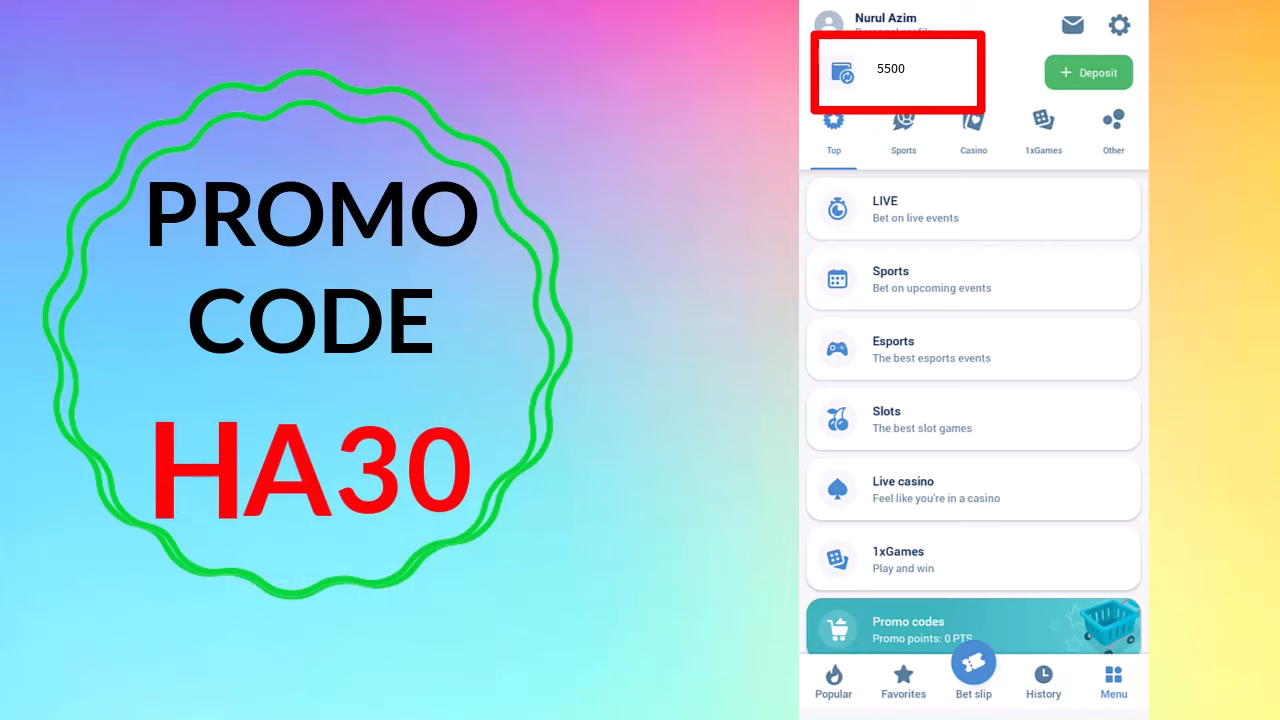 PROMO
CODE
HA30
Nurul Azim
5500
+ Deposit
Top
Sports
Casino
1xGames
Other
LIVE
Bet on live events
Sports
Bet on upcoming events
Esports
The best esports events
Slots
The best slot games
Live casino
Feel like you're in a casino
1xGames
Play and win
Promo codes
Promo points: 0 PTS
Popular
Favorites
Bet slip
History
Menu